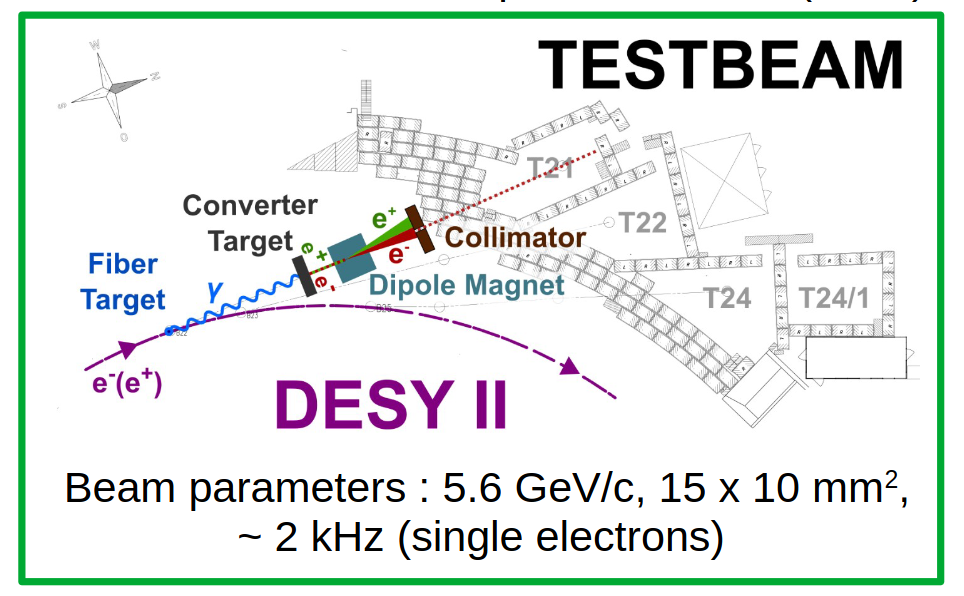 TESTBEAM
W
N
S
O
T21
T22
T24
T24/1
Converter
Target
Fiber
Target
γ
e⁺
e⁻
e⁺
e⁻
Collimator
Dipole Magnet
e⁻(e⁺)
DESY II
Beam parameters : 5.6 GeV/c, 15 x 10 mm²,
~ 2 kHz (single electrons)